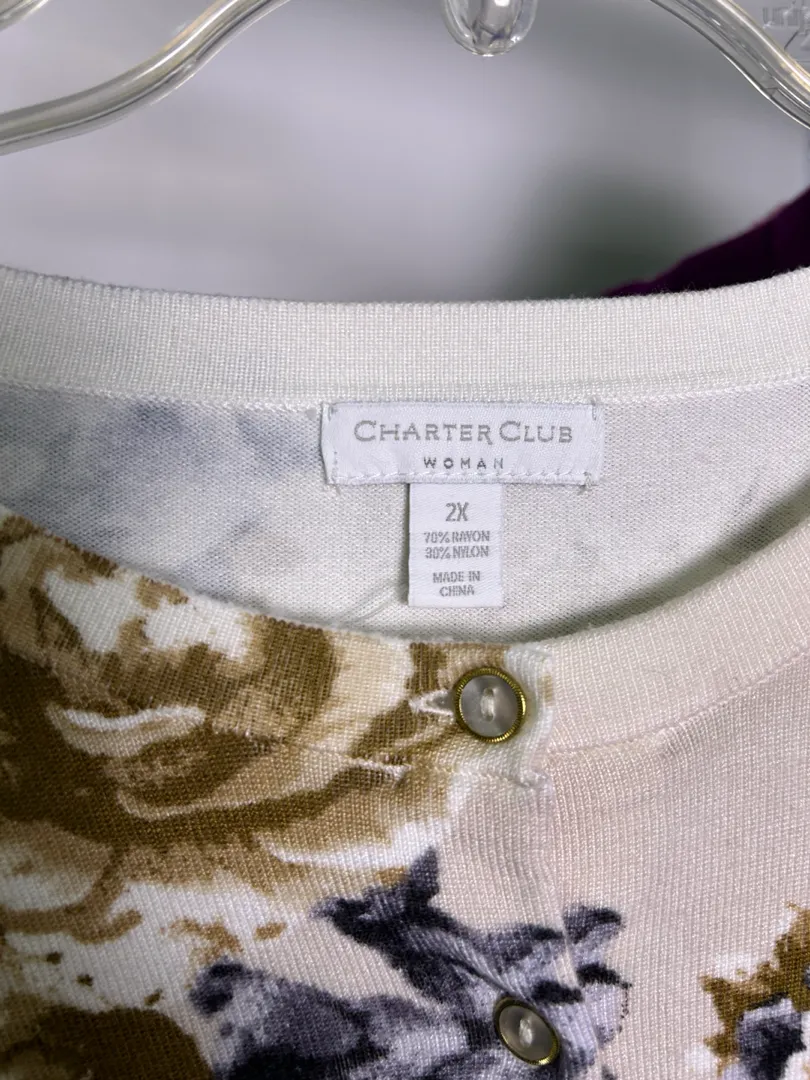 CHARTER CLUB
WOMAN
2X
70% RAYON
30% NYLON
MADE IN
CHINA